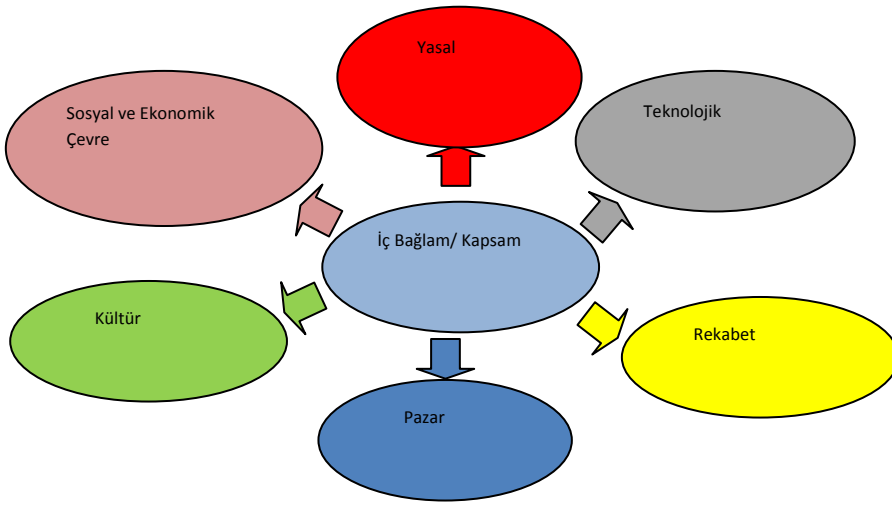 Yasal
Sosyal ve Ekonomik
Çevre
Teknolojik
İç Bağlam/ Kapsam
Kültür
Rekabet
Pazar